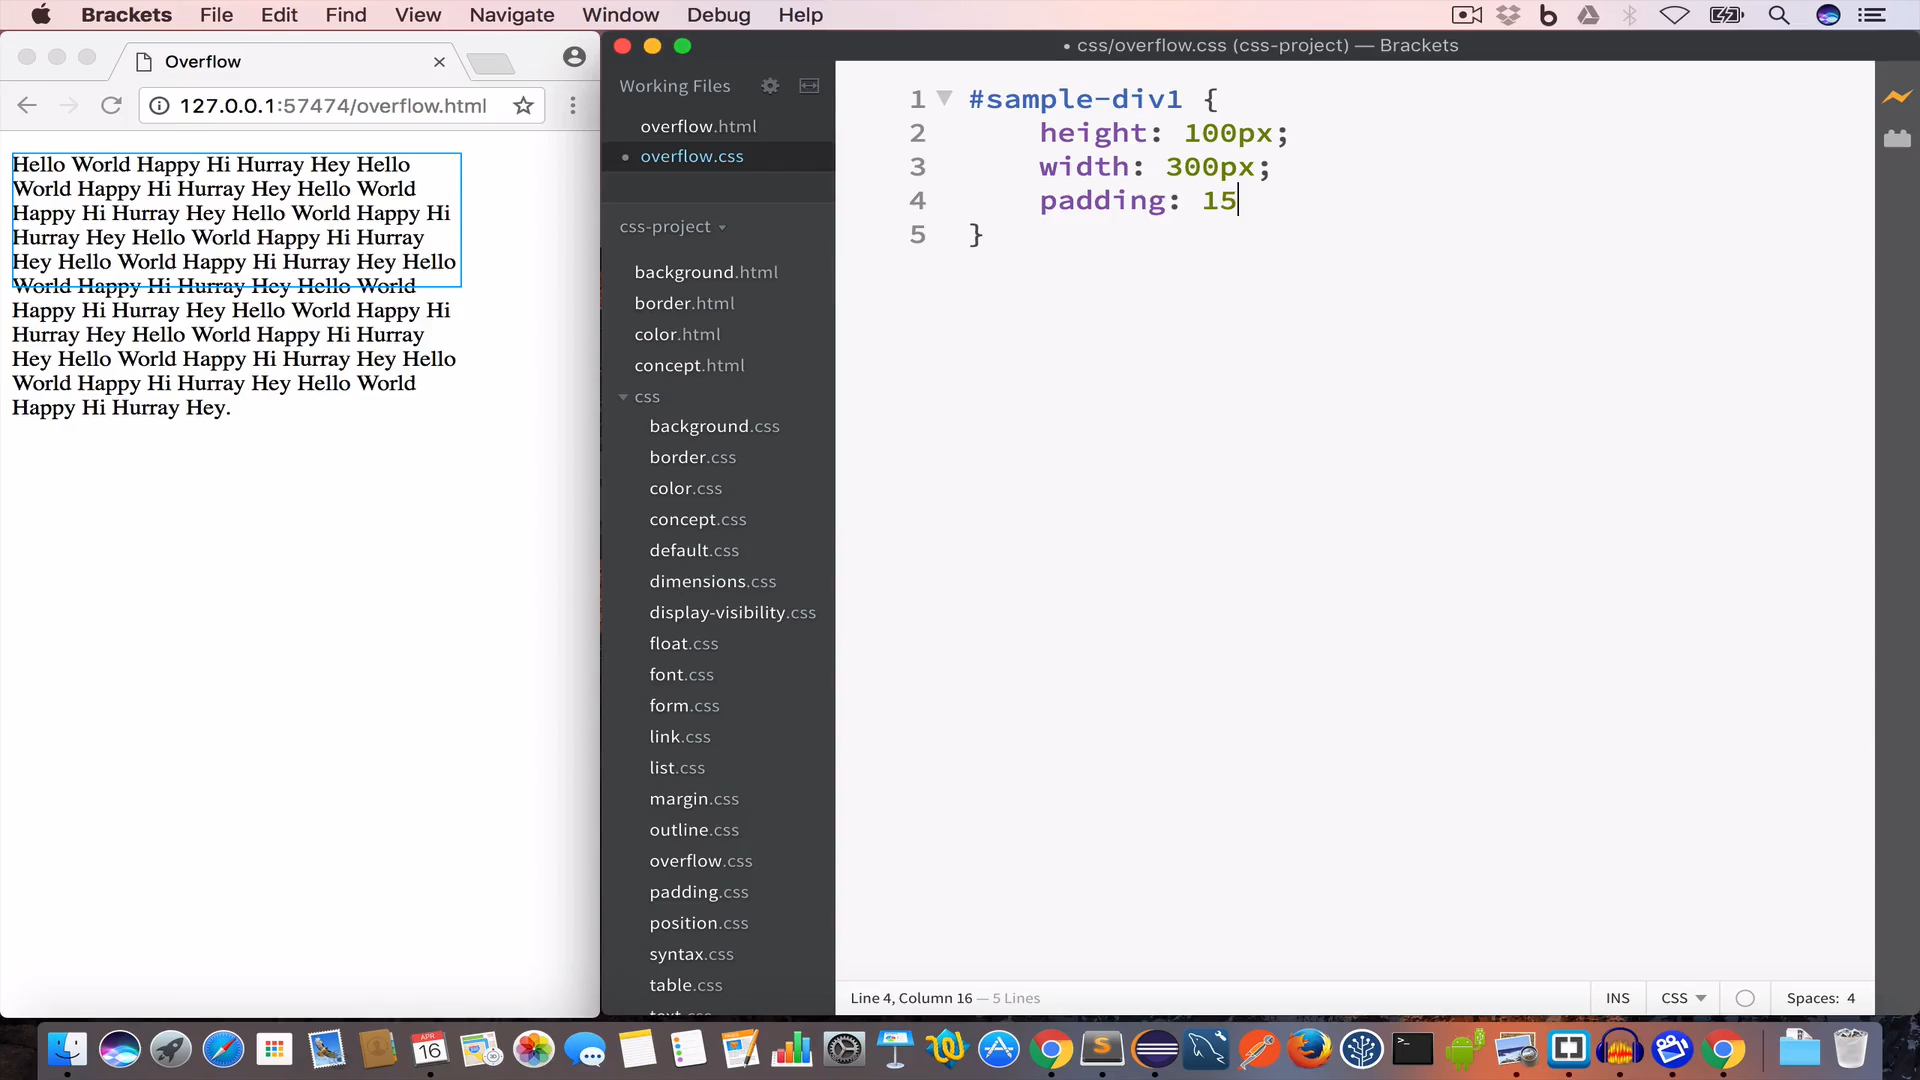 Brackets File Edit Find View Navigate Window Debug Help
Overflow
127.0.0.1:57474/overflow.html
Hello World Happy Hi Hurray Hey Hello
World Happy Hi Hurray Hey Hello World
Happy Hi Hurray Hey Hello World Happy Hi
Hurray Hey Hello World Happy Hi Hurray
Hey Hello World Happy Hi Hurray Hey Hello
World Happy Hi Hurray Hey Hello World
Happy Hi Hurray Hey Hello World Happy Hi
Hurray Hey Hello World Happy Hi Hurray
Hey Hello World Happy Hi Hurray Hey Hello
World Happy Hi Hurray Hey Hello World
Happy Hi Hurray Hey.
• css/overflow.css (css-project) — Brackets
Working Files
overflow.html
overflow.css
css-project
background.html
border.html
color.html
concept.html
css
background.css
border.css
color.css
concept.css
default.css
dimensions.css
display-visibility.css
float.css
font.css
form.css
link.css
list.css
margin.css
outline.css
overflow.css
padding.css
position.css
syntax.css
table.css
text.css
1 #sample-div1 {
2 height: 100px;
3 width: 300px;
4 padding: 15
5 }
Line 4, Column 16 — 5 Lines
INS CSS Spaces: 4
APR
16